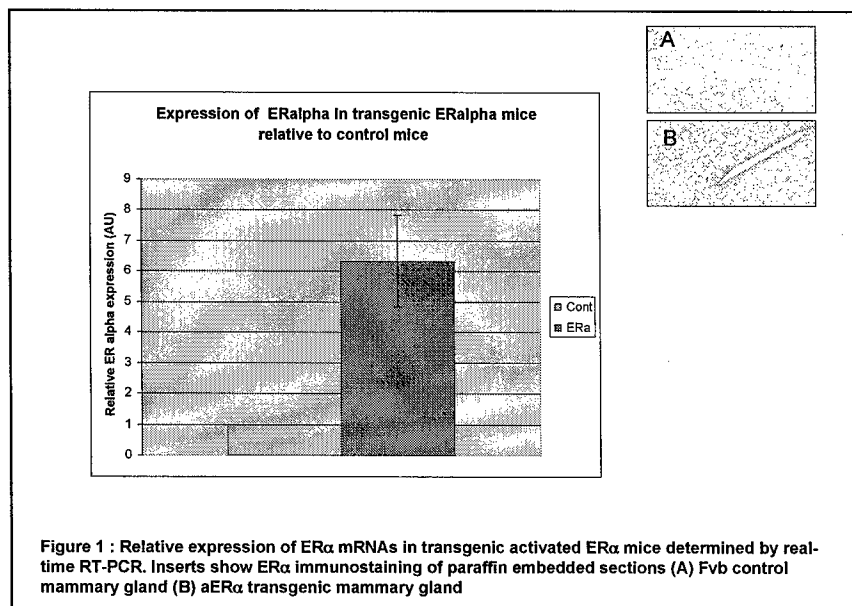 A
B
Expression of ERalpha in transgenic ERalpha mice
relative to control mice
Relative ER alpha expression (AU)
9
8
7
6
5
4
3
2
1
0
Cont
ERa
Figure 1 : Relative expression of ERα mRNAs in transgenic activated ERα mice determined by real-
time RT-PCR. Inserts show ERα immunostaining of paraffin embedded sections (A) Fvb control
mammary gland (B) aERα transgenic mammary gland